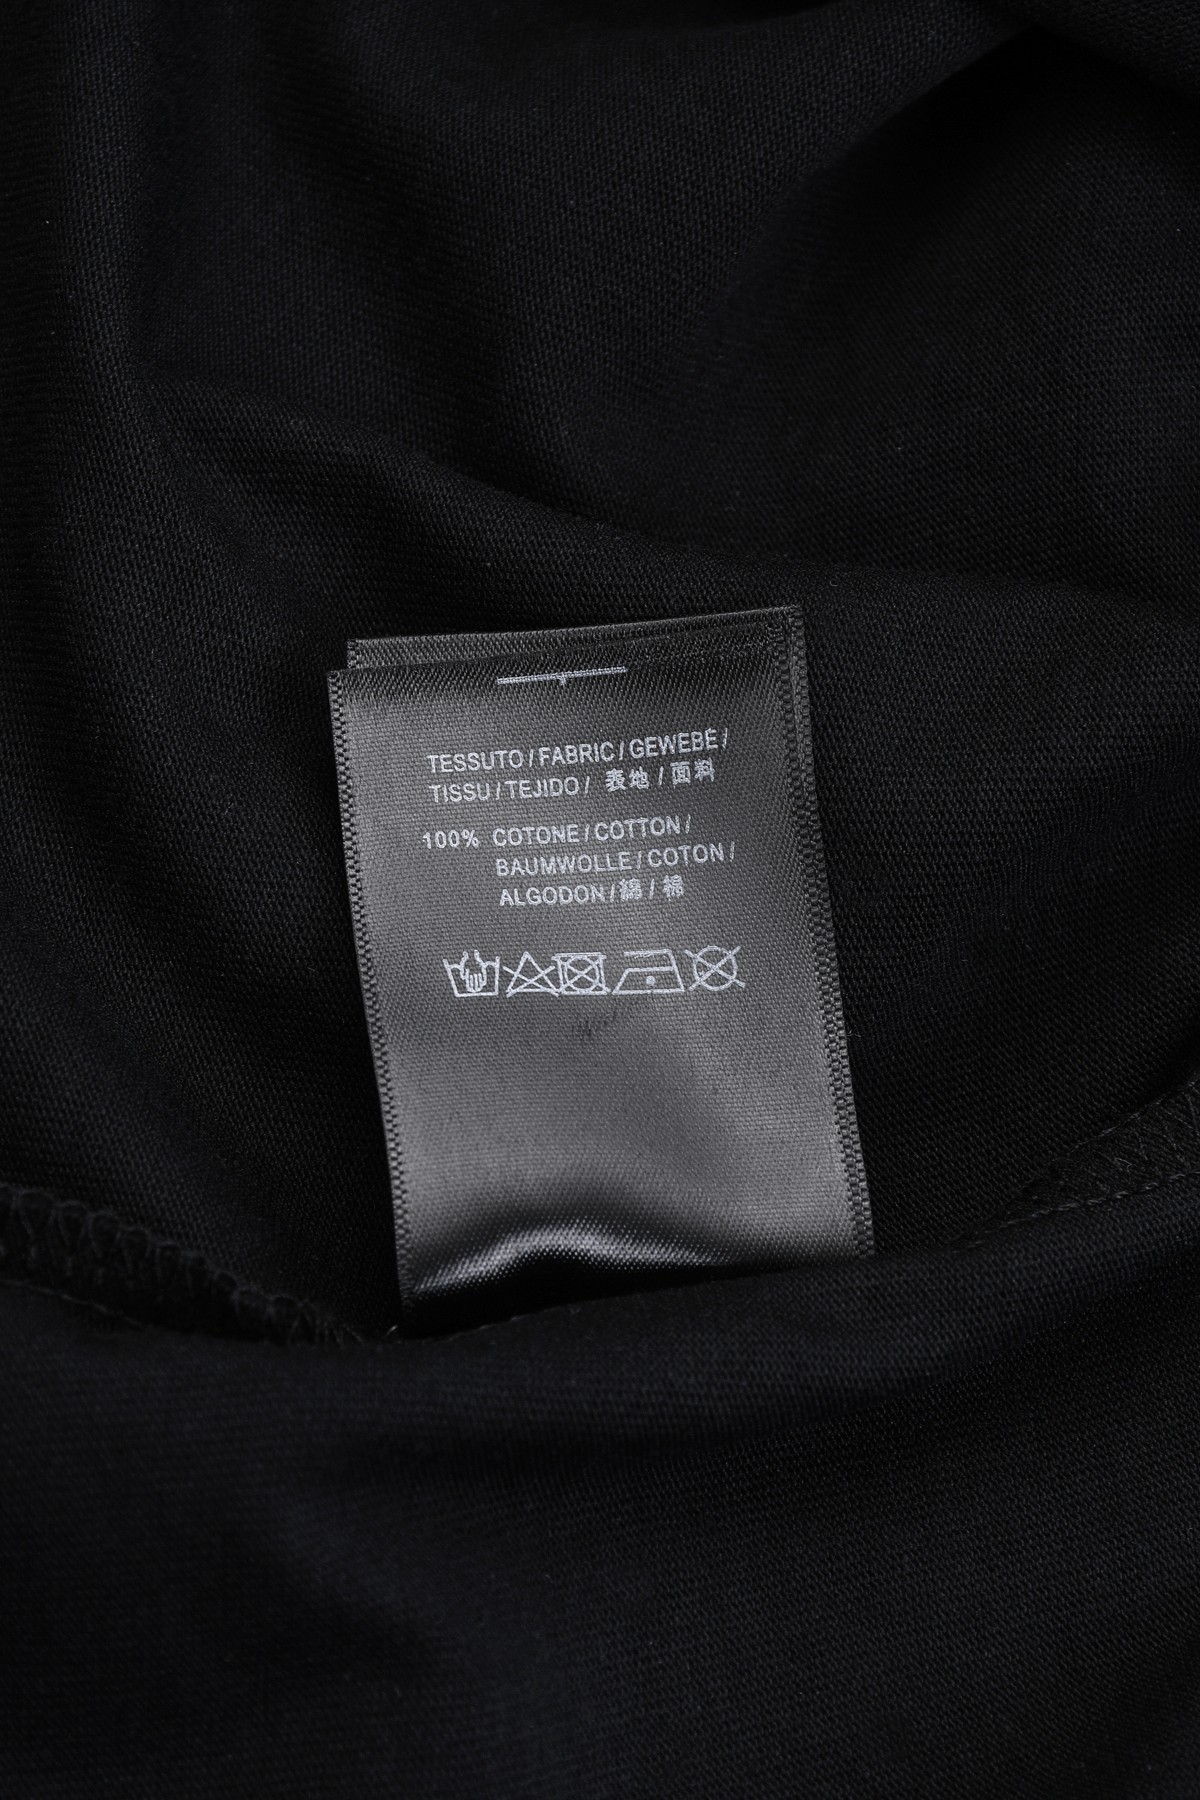 TESSUTO / FABRIC / GEWEBE /
TISSU / TEJIDO / 表地 / 面料
100% COTONE / COTTON /
BAUMWOLLE / COTON /
ALGODON / 綿 / 棉